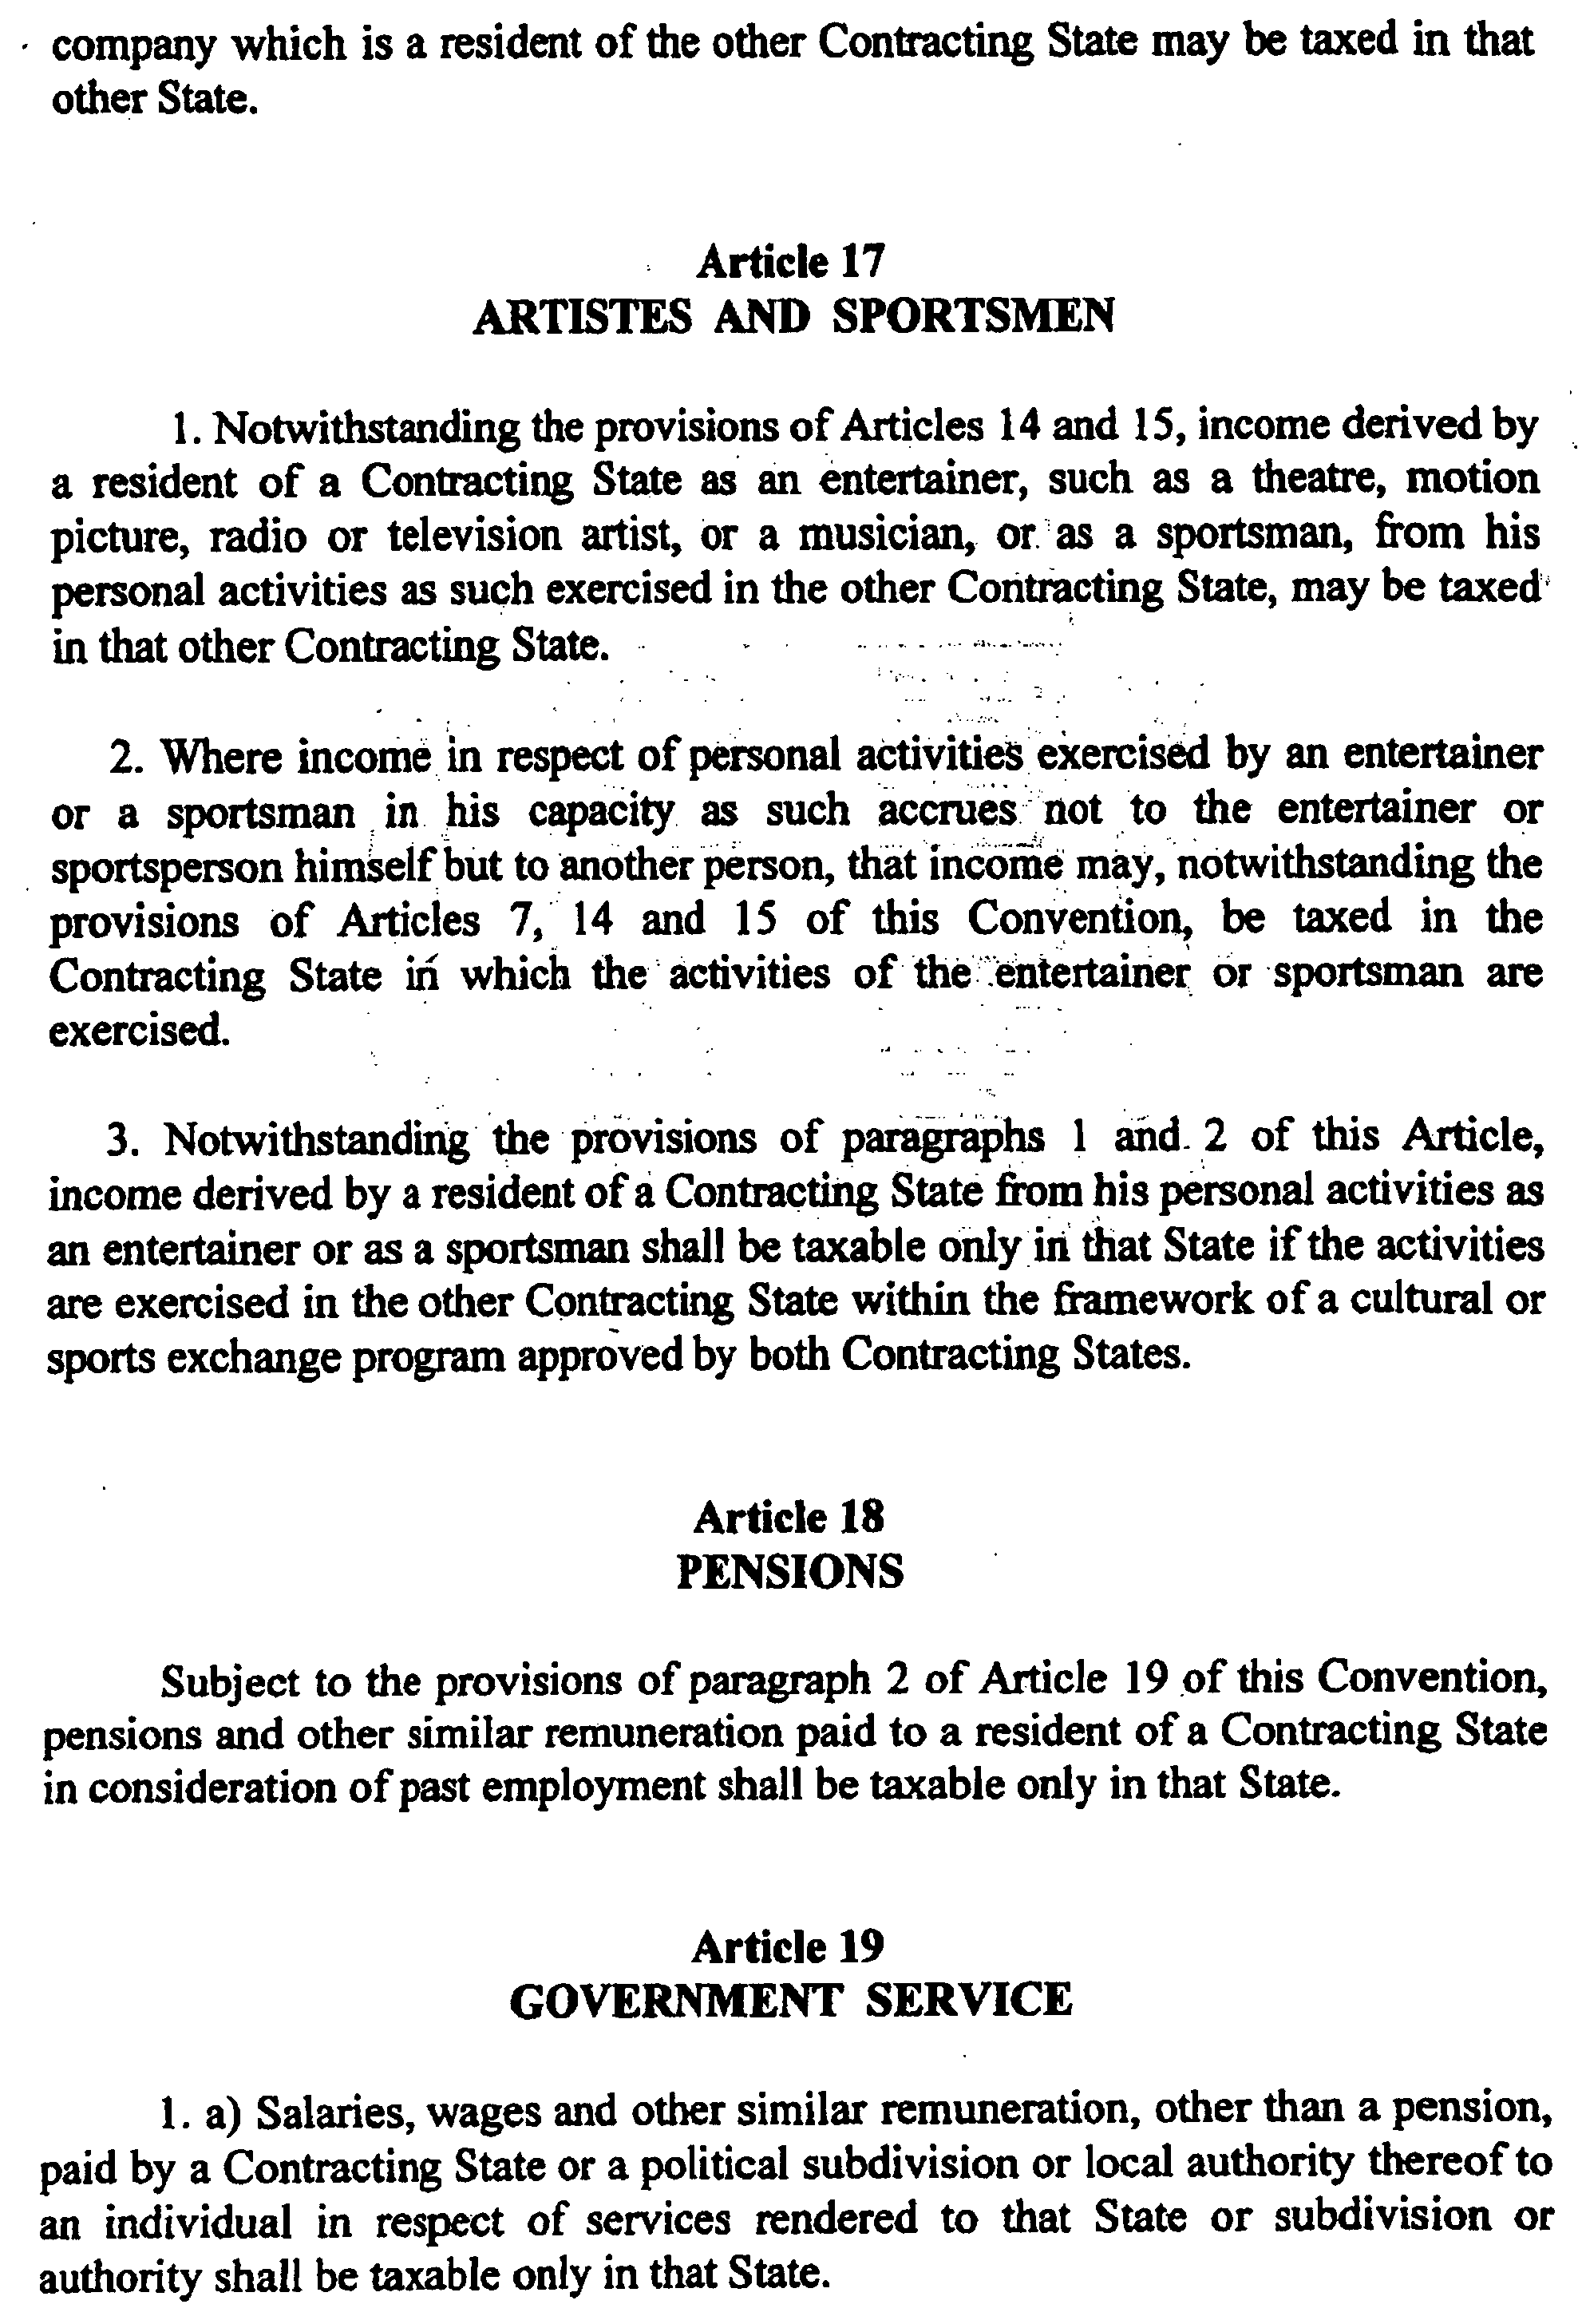 company which is a resident of the other Contracting State may be taxed in that
other State.
Article 17
ARTISTES AND SPORTSMEN
1. Notwithstanding the provisions of Articles 14 and 15, income derived by
a resident of a Contracting State as an entertainer, such as a theatre, motion
picture, radio or television artist, or a musician, or as a sportsman, from his
personal activities as such exercised in the other Contracting State, may be taxed
in that other Contracting State.
2. Where income in respect of personal activities exercised by an entertainer
or a sportsman in his capacity as such accrues not to the entertainer or
sportsperson himself but to another person, that income may, notwithstanding the
provisions of Articles 7, 14 and 15 of this Convention, be taxed in the
Contracting State in which the activities of the entertainer or sportsman are
exercised.
3. Notwithstanding the provisions of paragraphs 1 and 2 of this Article,
income derived by a resident of a Contracting State from his personal activities as
an entertainer or as a sportsman shall be taxable only in that State if the activities
are exercised in the other Contracting State within the framework of a cultural or
sports exchange program approved by both Contracting States.
Article 18
PENSIONS
Subject to the provisions of paragraph 2 of Article 19 of this Convention,
pensions and other similar remuneration paid to a resident of a Contracting State
in consideration of past employment shall be taxable only in that State.
Article 19
GOVERNMENT SERVICE
1. a) Salaries, wages and other similar remuneration, other than a pension,
paid by a Contracting State or a political subdivision or local authority thereof to
an individual in respect of services rendered to that State or subdivision or
authority shall be taxable only in that State.